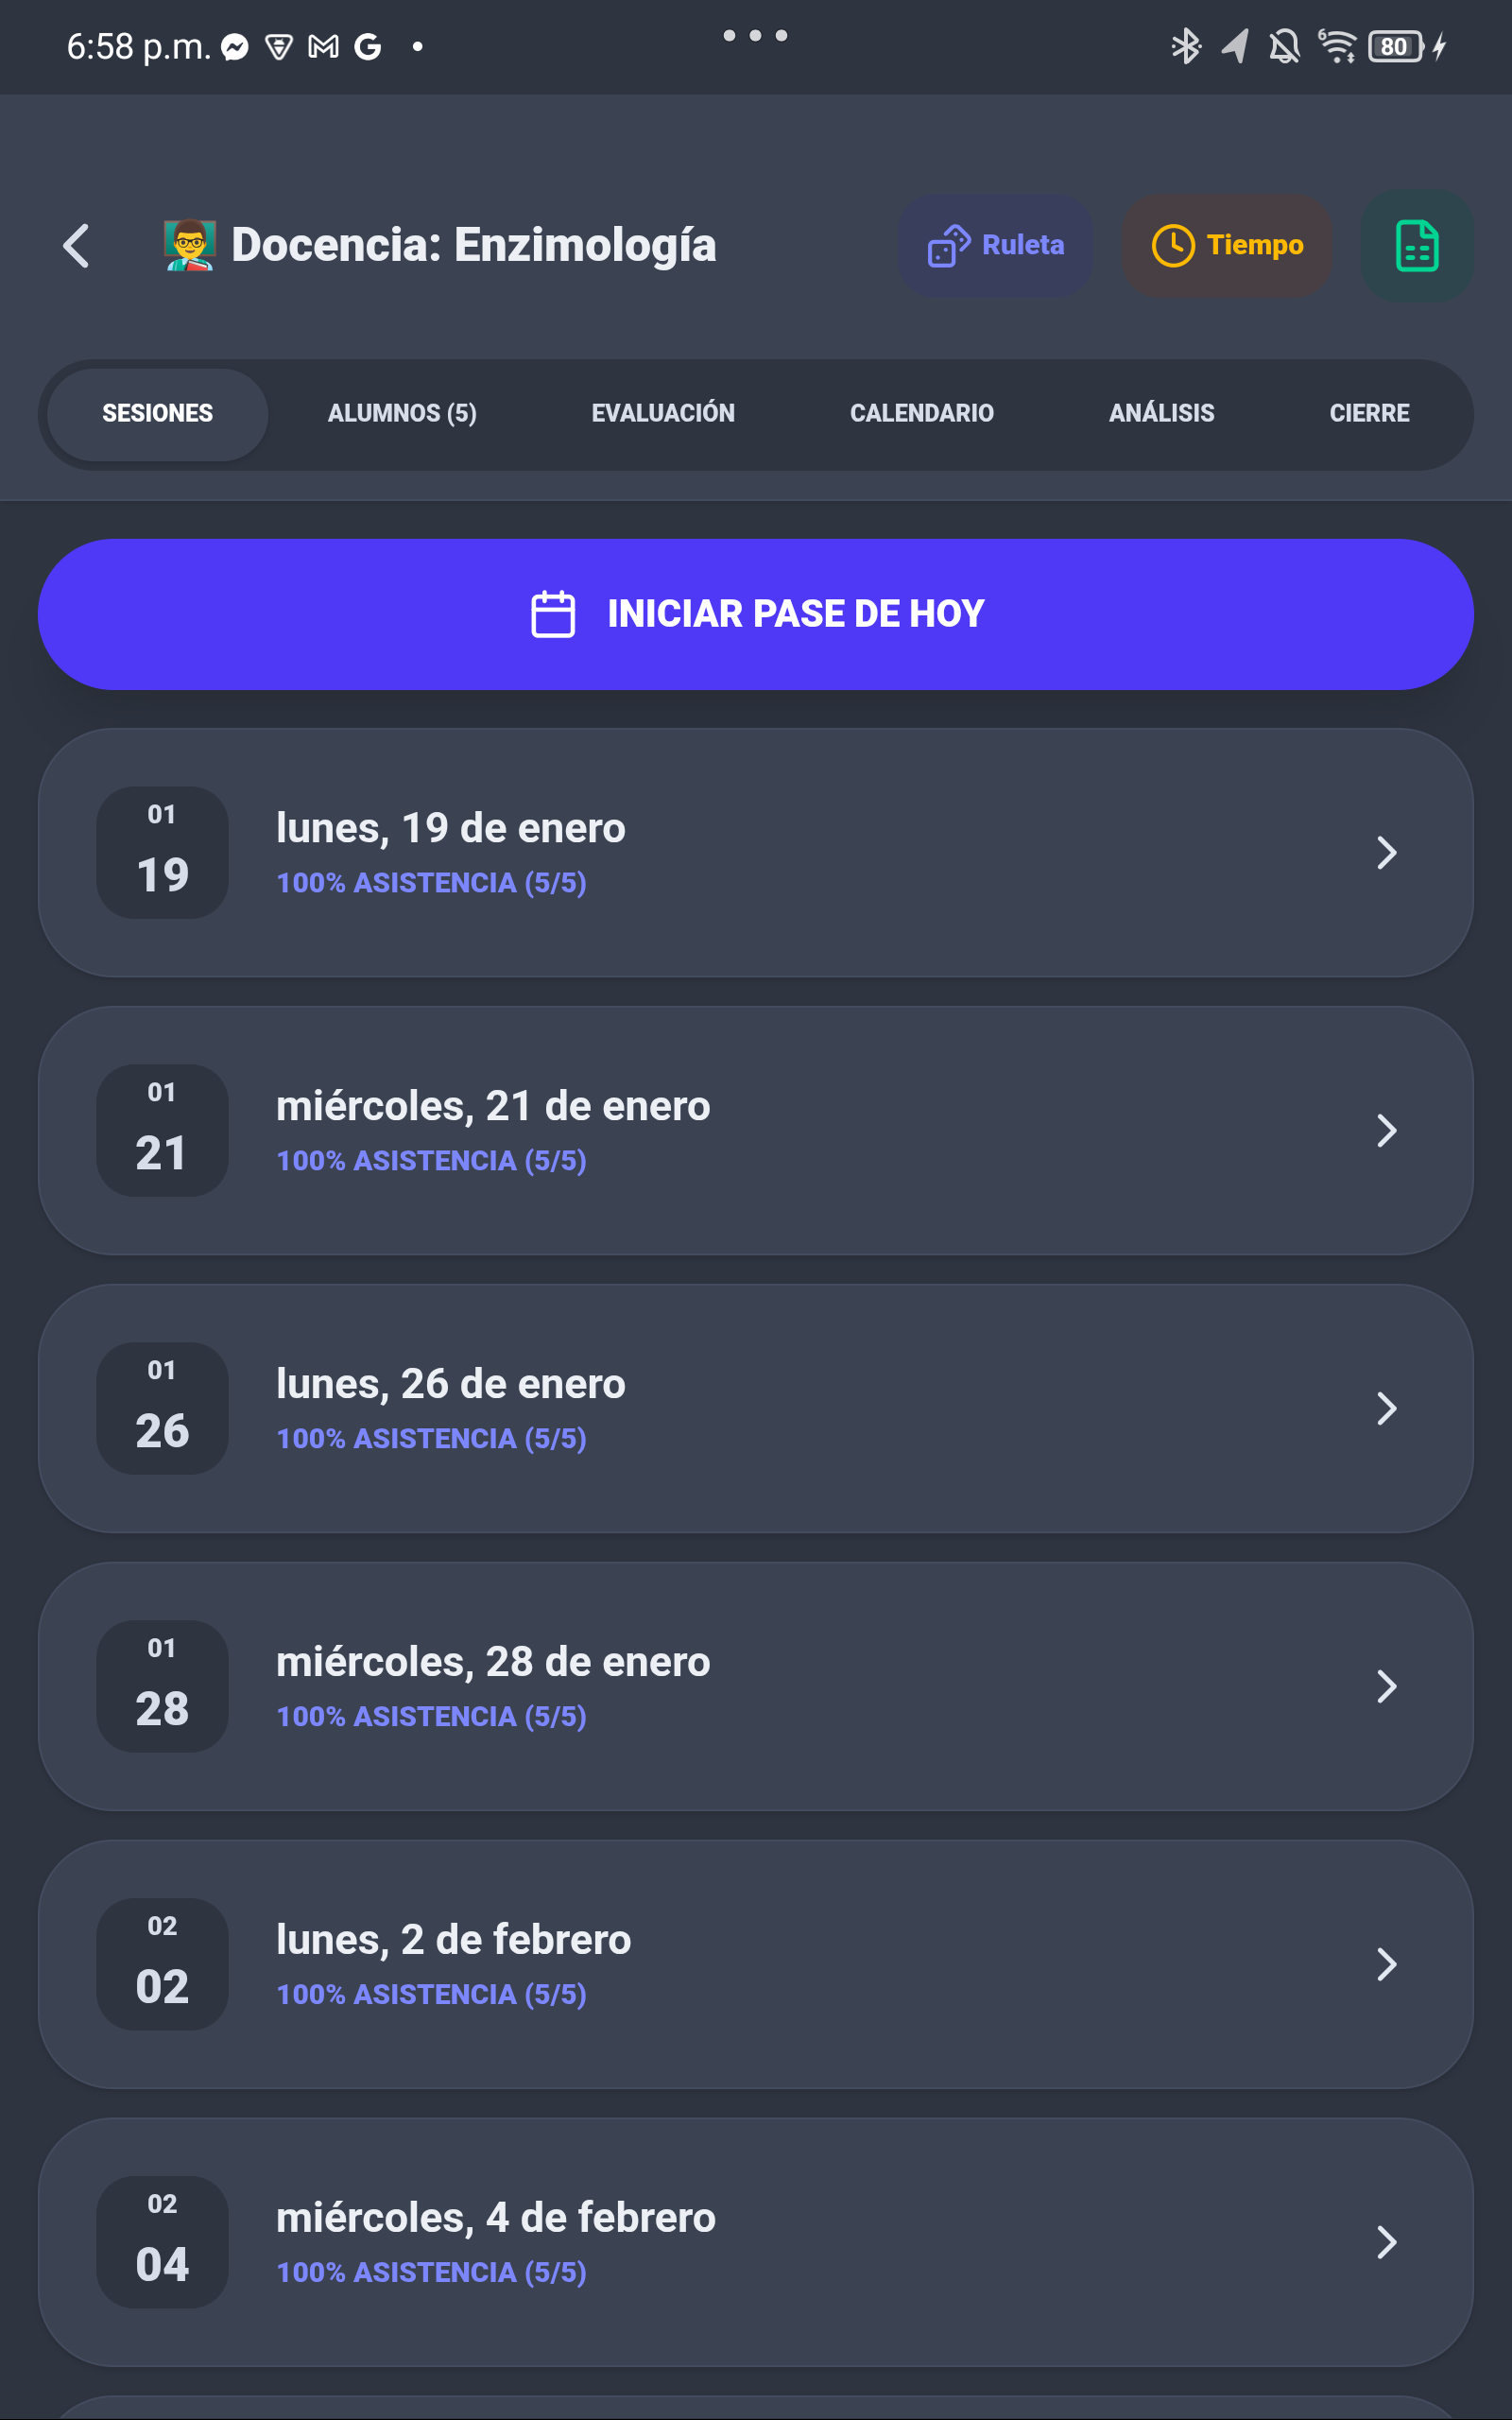 6:58 p.m.
6
80
Docencia: Enzimología
Ruleta
Tiempo
SESIONES
ALUMNOS (5)
EVALUACIÓN
CALENDARIO
ANÁLISIS
CIERRE
INICIAR PASE DE HOY
01
19
lunes, 19 de enero
100% ASISTENCIA (5/5)
01
21
miércoles, 21 de enero
100% ASISTENCIA (5/5)
01
26
lunes, 26 de enero
100% ASISTENCIA (5/5)
01
28
miércoles, 28 de enero
100% ASISTENCIA (5/5)
02
02
lunes, 2 de febrero
100% ASISTENCIA (5/5)
02
04
miércoles, 4 de febrero
100% ASISTENCIA (5/5)